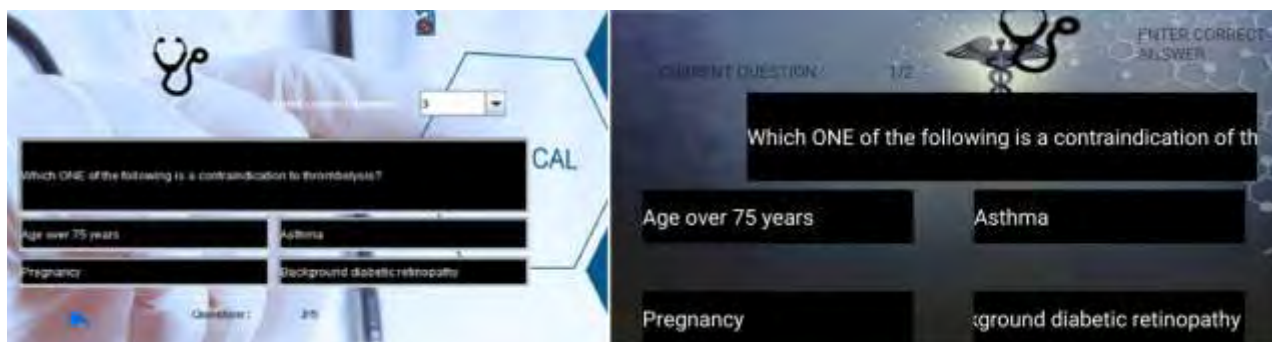 3
CAL
Which ONE of the following is a contraindication to thrombolysis?
Age over 75 years
Asthma
Pregnancy
Background diabetic retinopathy
Question:
ENTER CORRECT
ANSWER
CURRENT QUESTION:
1/2
Which ONE of the following is a contraindication of th
Age over 75 years
Asthma
Pregnancy
ground diabetic retinopathy